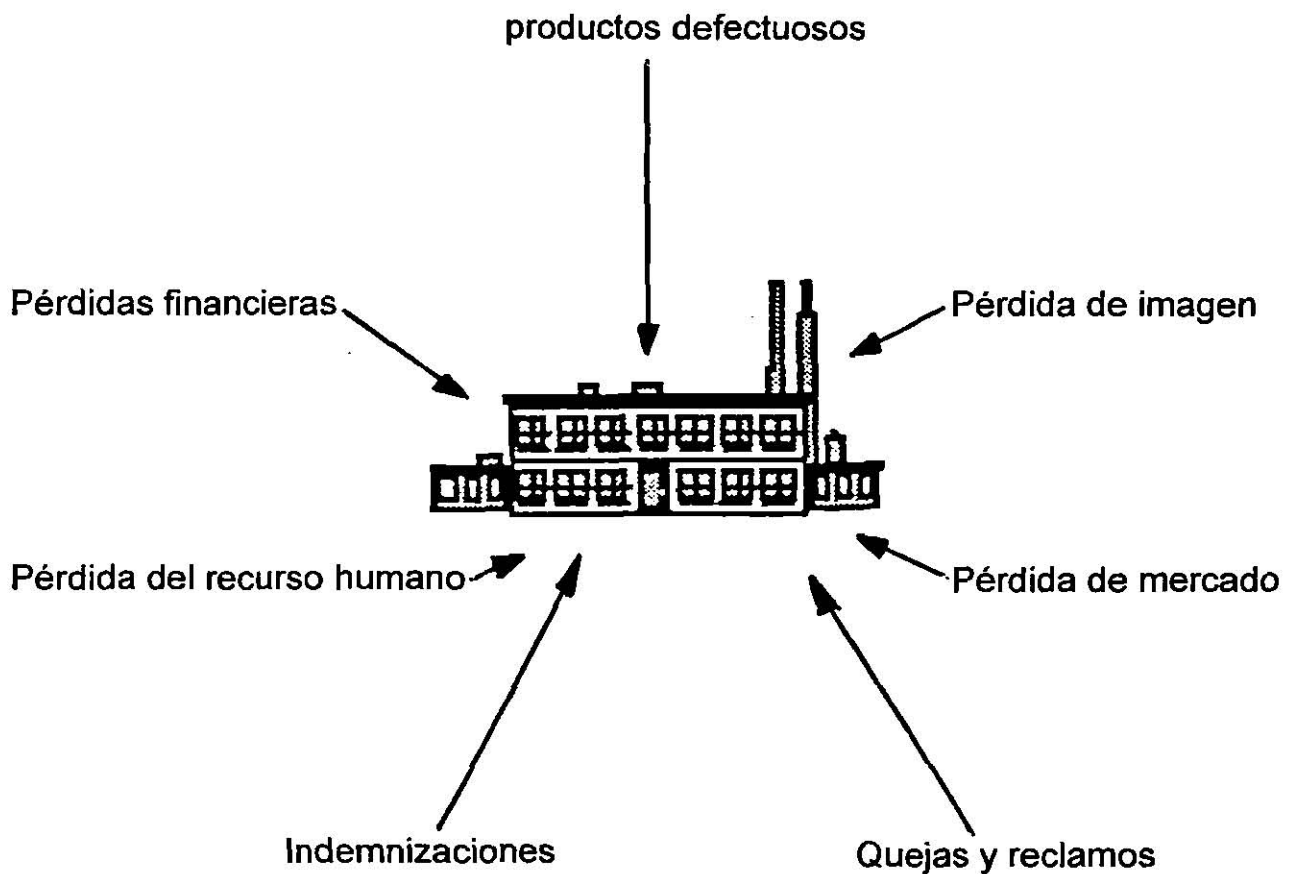 productos defectuosos
Pérdidas financieras
Pérdida de imagen
Pérdida del recurso humano
Pérdida de mercado
Indemnizaciones
Quejas y reclamos